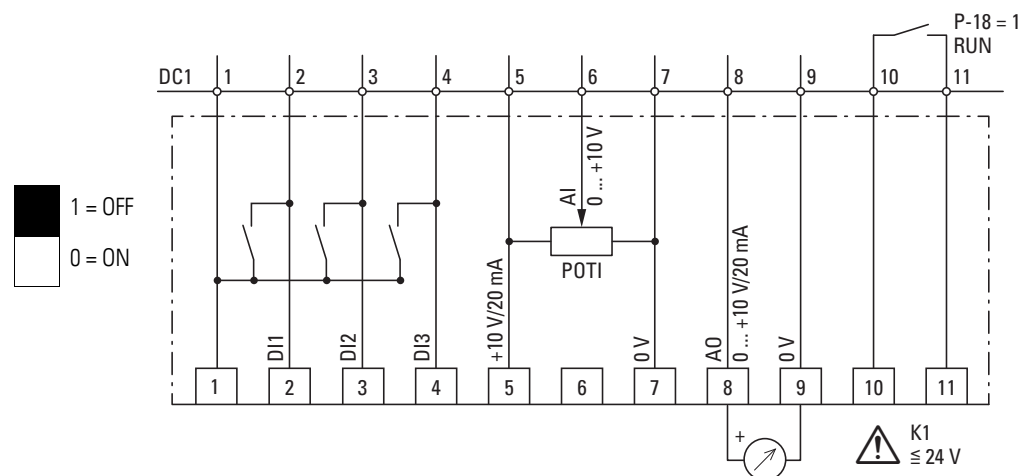 P-18 = 1
RUN
DC1 1 2 3 4 5 6 7 8 9 10 11
1 = OFF
0 = ON
AI
0 ... +10 V
POTI
DI1
DI2
DI3
+10 V/20 mA
0 V
AO
0 ... +10 V/20 mA
0 V
1 2 3 4 5 6 7 8 9 10 11
+
K1
≦ 24 V